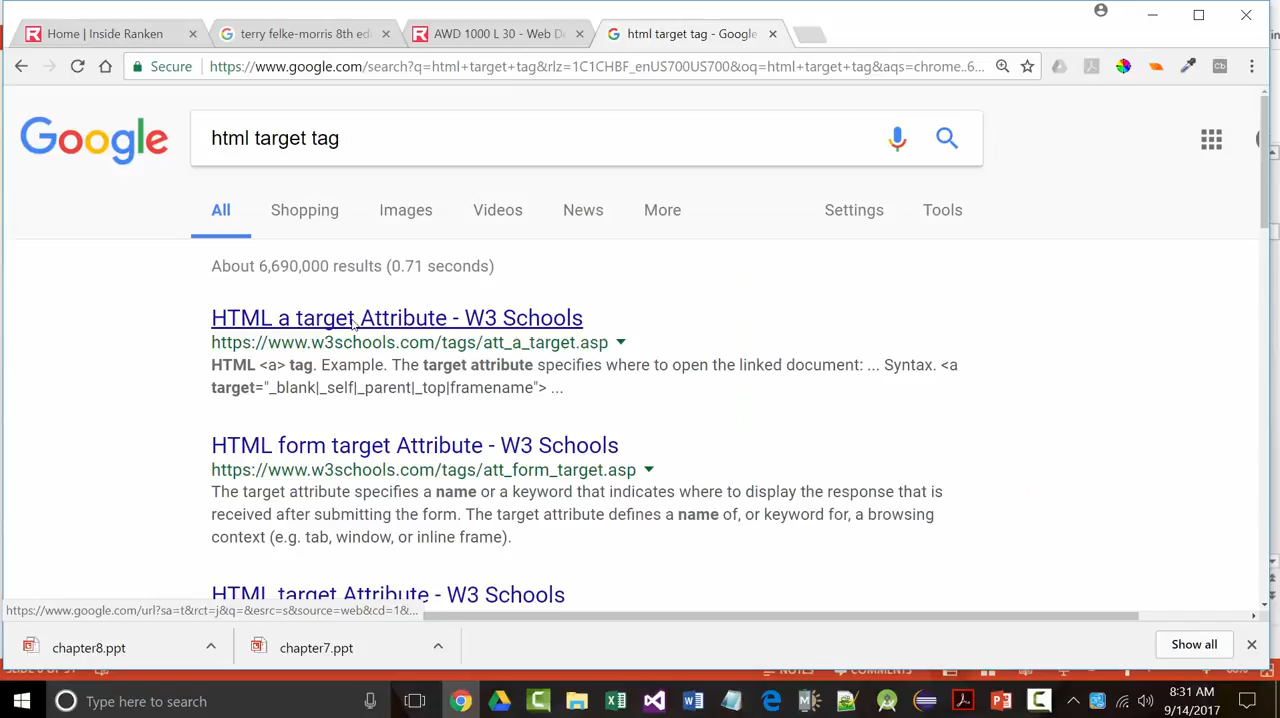 Home | Inside Ranken
terry felke-morris 8th edi
AWD 1000 L 30 - Web De
html target tag - Google
Secure
https://www.google.com/search?q=html+target+tag&rlz=1C1CHBF_enUS700US700&oq=html+target+tag&aqs=chrome..6...
Cb
Google
html target tag
All
Shopping
Images
Videos
News
More
Settings
Tools
About 6,690,000 results (0.71 seconds)
HTML a target Attribute - W3 Schools
https://www.w3schools.com/tags/att_a_target.asp
HTML <a> tag. Example. The target attribute specifies where to open the linked document: ... Syntax. <a
target="_blank|_self|_parent|_top|framename"> ...
HTML form target Attribute - W3 Schools
https://www.w3schools.com/tags/att_form_target.asp
The target attribute specifies a name or a keyword that indicates where to display the response that is
received after submitting the form. The target attribute defines a name of, or keyword for, a browsing
context (e.g. tab, window, or inline frame).
HTML target Attribute - W3 Schools
https://www.google.com/url?sa=t&rct=j&q=&esrc=s&source=web&cd=1&...
chapter8.ppt
chapter7.ppt
Show all
NOTES
COMMENTS
Type here to search
8:31 AM
9/14/2017